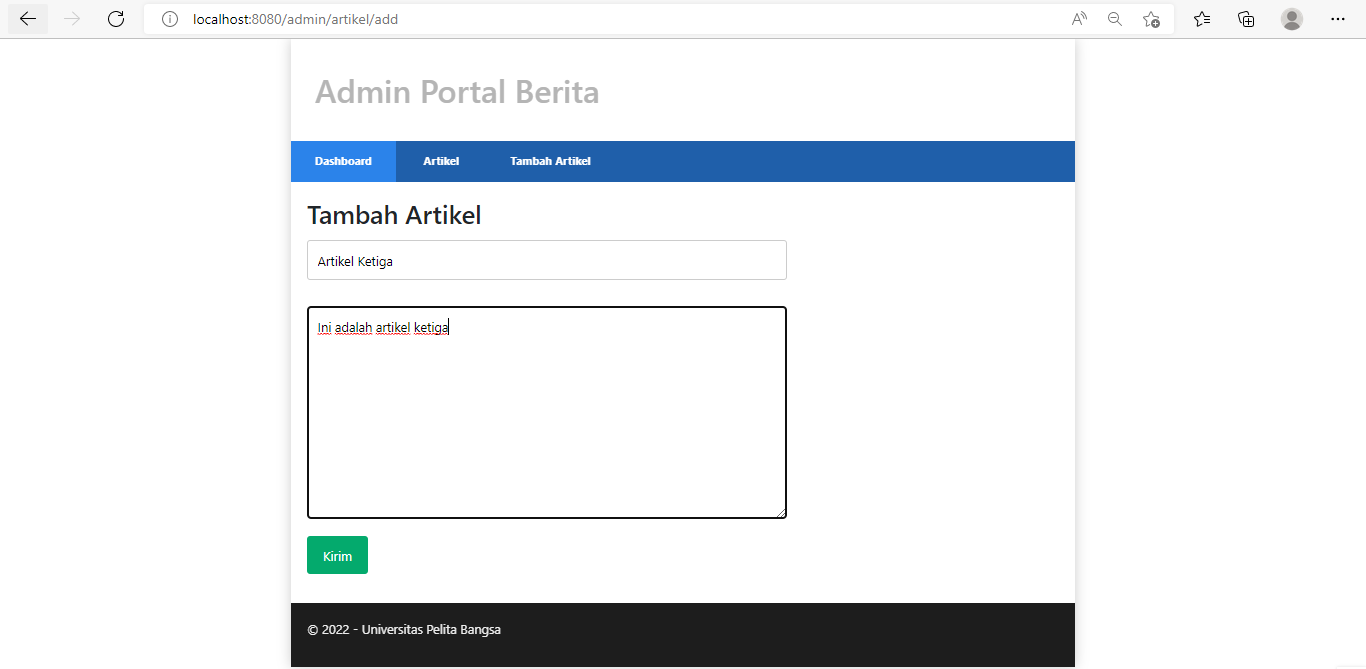 localhost:8080/admin/artikel/add
Admin Portal Berita
Dashboard Artikel Tambah Artikel
Tambah Artikel
Artikel Ketiga
Ini adalah artikel ketiga
Kirim
© 2022 - Universitas Pelita Bangsa